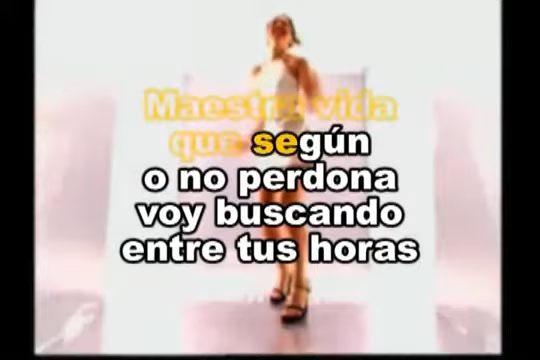 Maestra vida
que según
o no perdona
voy buscando
entre tus horas